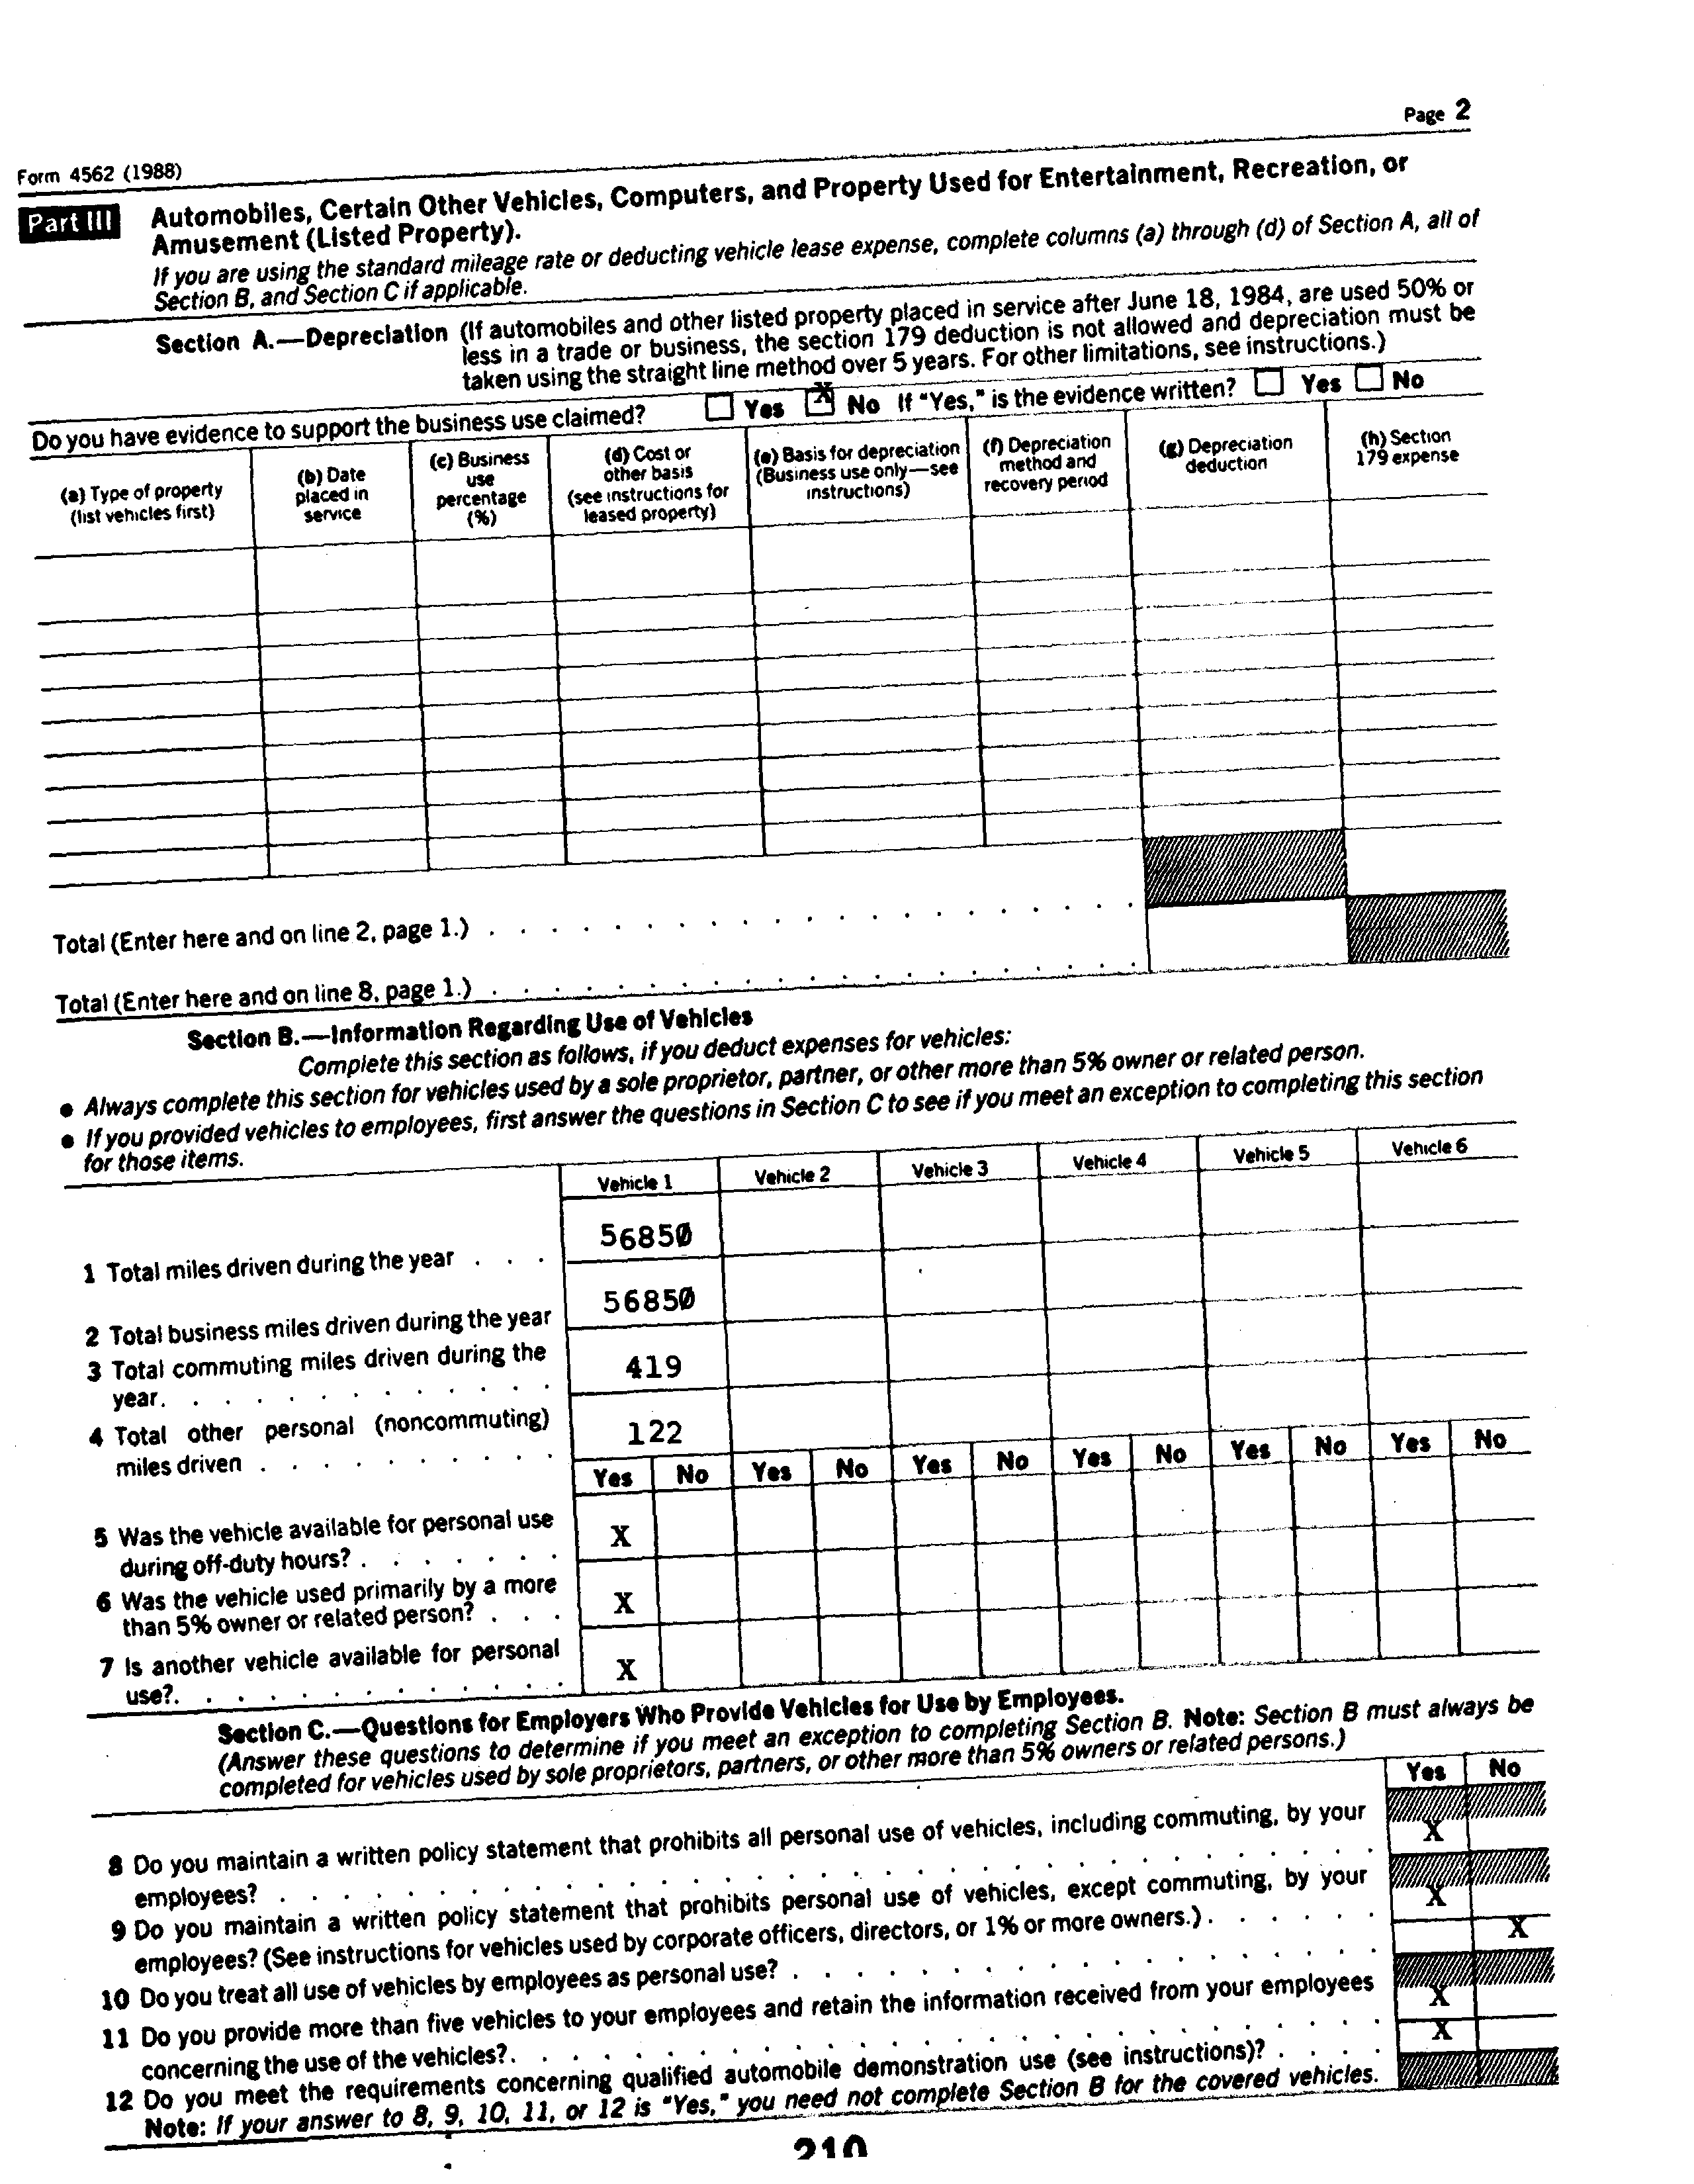 Page 2
Form 4562 (1988)
Part III Automobiles, Certain Other Vehicles, Computers, and Property Used for Entertainment, Recreation, or
Amusement (Listed Property).
If you are using the standard mileage rate or deducting vehicle lease expense, complete columns (a) through (d) of Section A, all of
Section B, and Section C if applicable.
Section A.—Depreciation (If automobiles and other listed property placed in service after June 18, 1984, are used 50% or
less in a trade or business, the section 179 deduction is not allowed and depreciation must be
taken using the straight line method over 5 years. For other limitations, see instructions.)
Do you have evidence to support the business use claimed? Yes X No If "Yes," is the evidence written? Yes No
(a) Type of property
(list vehicles first)
(b) Date
placed in
service
(c) Business
use
percentage
(%)
(d) Cost or
other basis
(see instructions for
leased property)
(e) Basis for depreciation
(Business use only—see
instructions)
(f) Depreciation
method and
recovery period
(g) Depreciation
deduction
(h) Section
179 expense
Total (Enter here and on line 2, page 1.) . . . . . . . . . . . . . . . . . . . . .
Total (Enter here and on line 8, page 1.) . . . . . . . . . . . . . . . . . . . . .
Section B.—Information Regarding Use of Vehicles
Complete this section as follows, if you deduct expenses for vehicles:
● Always complete this section for vehicles used by a sole proprietor, partner, or other more than 5% owner or related person.
● If you provided vehicles to employees, first answer the questions in Section C to see if you meet an exception to completing this section
for those items.
Vehicle 1 Vehicle 2 Vehicle 3 Vehicle 4 Vehicle 5 Vehicle 6
1 Total miles driven during the year . . . 56850
2 Total business miles driven during the year 56850
3 Total commuting miles driven during the
year. . . . . . . . . . . . . 419
4 Total other personal (noncommuting)
miles driven . . . . . . . . . . 122
Yes No Yes No Yes No Yes No Yes No Yes No
5 Was the vehicle available for personal use
during off-duty hours? . . . . . . . X
6 Was the vehicle used primarily by a more
than 5% owner or related person? . . . X
7 Is another vehicle available for personal
use?. . . . . . . . . . . . . X
Section C.—Questions for Employers Who Provide Vehicles for Use by Employees.
(Answer these questions to determine if you meet an exception to completing Section B. Note: Section B must always be
completed for vehicles used by sole proprietors, partners, or other more than 5% owners or related persons.)
Yes No
8 Do you maintain a written policy statement that prohibits all personal use of vehicles, including commuting, by your
employees? . . . . . . . . . . . . . . . . . . . . . . X
9 Do you maintain a written policy statement that prohibits personal use of vehicles, except commuting, by your
employees? (See instructions for vehicles used by corporate officers, directors, or 1% or more owners.) . . . . . . X
10 Do you treat all use of vehicles by employees as personal use? . . . . . . . . . . . . . X
11 Do you provide more than five vehicles to your employees and retain the information received from your employees
concerning the use of the vehicles?. . . . . . . . . . . . . . . . . X
12 Do you meet the requirements concerning qualified automobile demonstration use (see instructions)? . . . . X
Note: If your answer to 8, 9, 10, 11, or 12 is "Yes," you need not complete Section B for the covered vehicles.
210